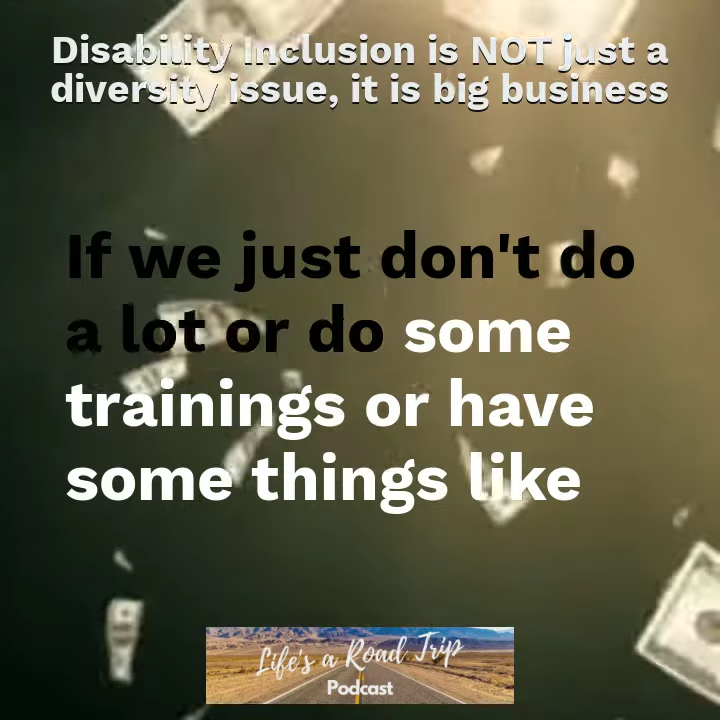 Disability Inclusion is NOT just a
diversity issue, it is big business
If we just don't do
a lot or do some
trainings or have
some things like
Life's a Road Trip
Podcast